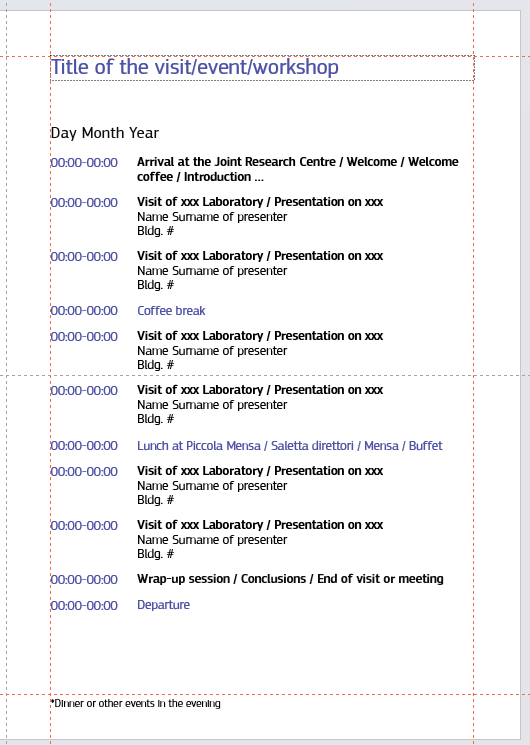 Title of the visit/event/workshop
Day Month Year
00:00-00:00 Arrival at the Joint Research Centre / Welcome / Welcome
coffee / Introduction ...
00:00-00:00 Visit of xxx Laboratory / Presentation on xxx
Name Surname of presenter
Bldg. #
00:00-00:00 Visit of xxx Laboratory / Presentation on xxx
Name Surname of presenter
Bldg. #
00:00-00:00 Coffee break
00:00-00:00 Visit of xxx Laboratory / Presentation on xxx
Name Surname of presenter
Bldg. #
00:00-00:00 Visit of xxx Laboratory / Presentation on xxx
Name Surname of presenter
Bldg. #
00:00-00:00 Lunch at Piccola Mensa / Saletta direttori / Mensa / Buffet
00:00-00:00 Visit of xxx Laboratory / Presentation on xxx
Name Surname of presenter
Bldg. #
00:00-00:00 Visit of xxx Laboratory / Presentation on xxx
Name Surname of presenter
Bldg. #
00:00-00:00 Wrap-up session / Conclusions / End of visit or meeting
00:00-00:00 Departure
*Dinner or other events in the evening